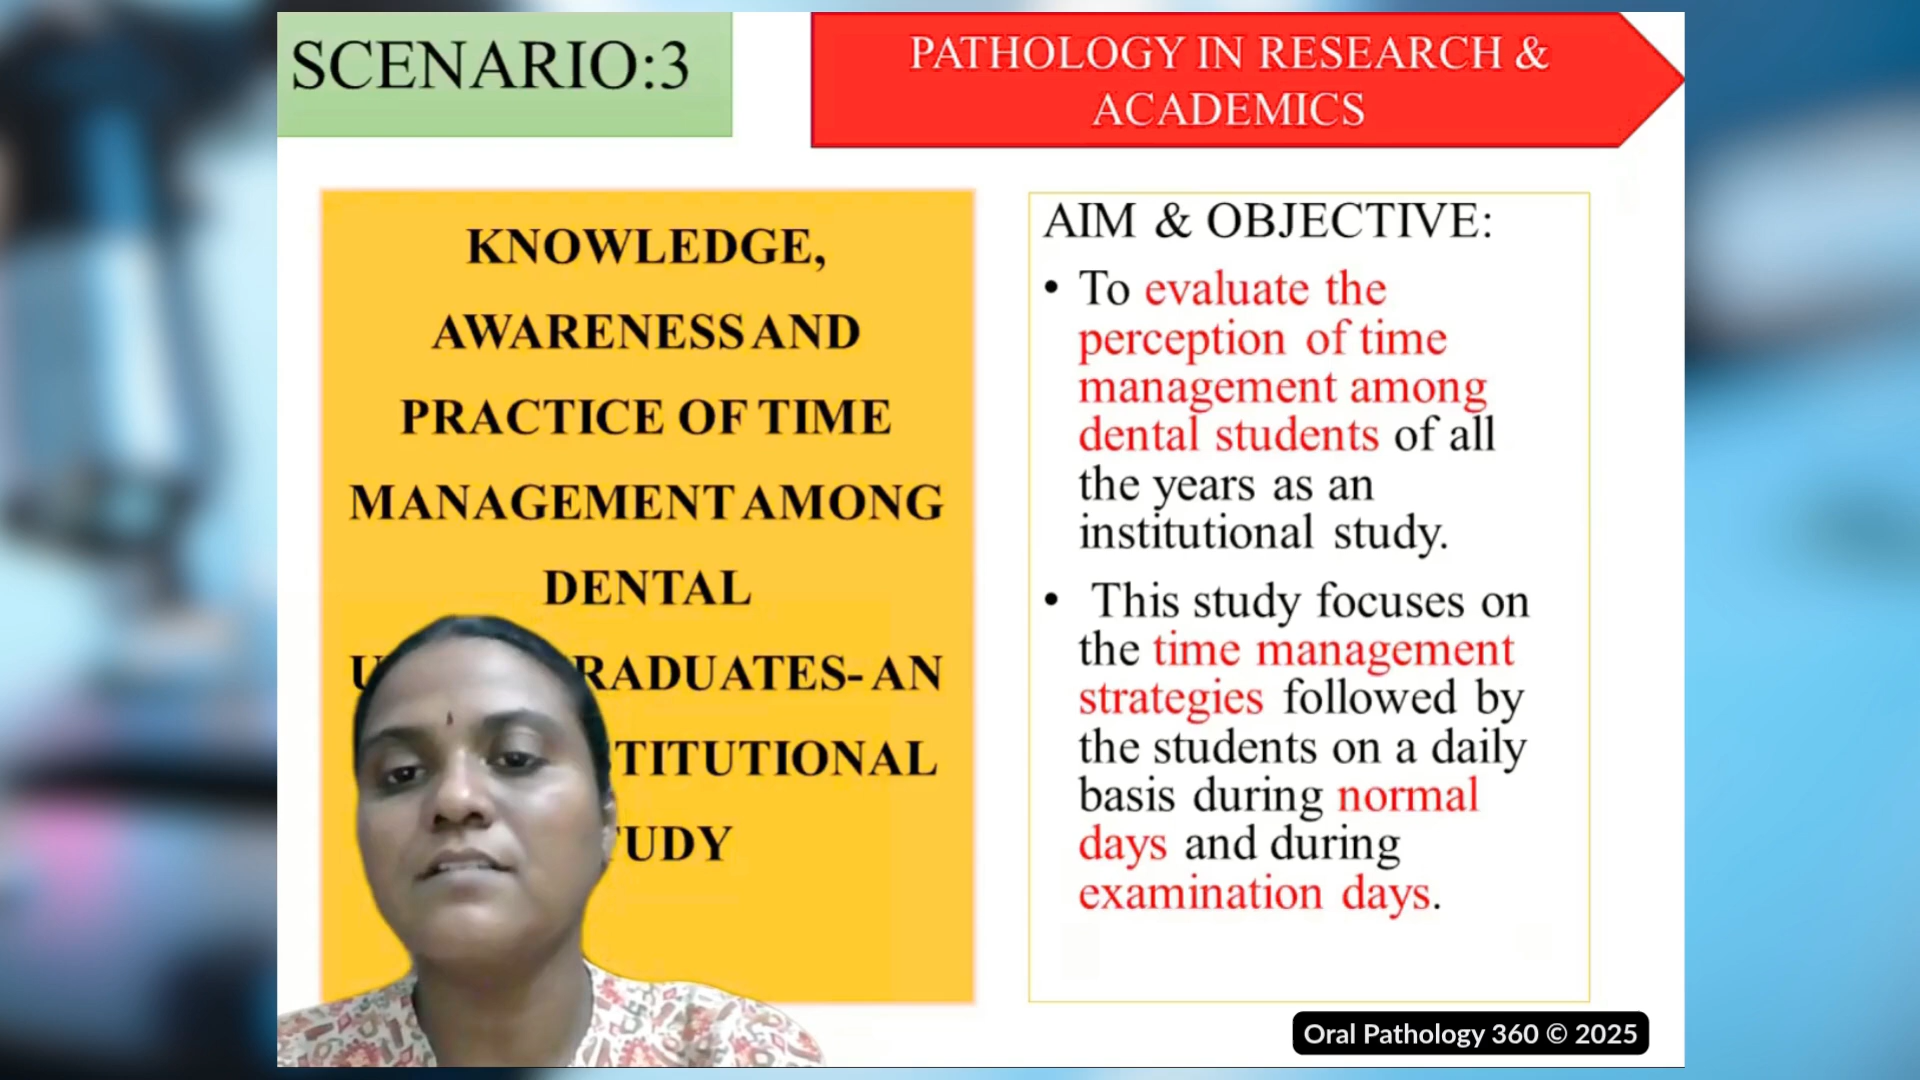 SCENARIO:3
PATHOLOGY IN RESEARCH &
ACADEMICS
KNOWLEDGE,
AWARENESS AND
PRACTICE OF TIME
MANAGEMENT AMONG
DENTAL
- AN
STUDY
AIM & OBJECTIVE:
• To evaluate the
perception of time
management among
dental students of all
the years as an
institutional study.
• This study focuses on
the time management
strategies followed by
the students on a daily
basis during normal
days and during
examination days.
Oral Pathology 360 © 2025